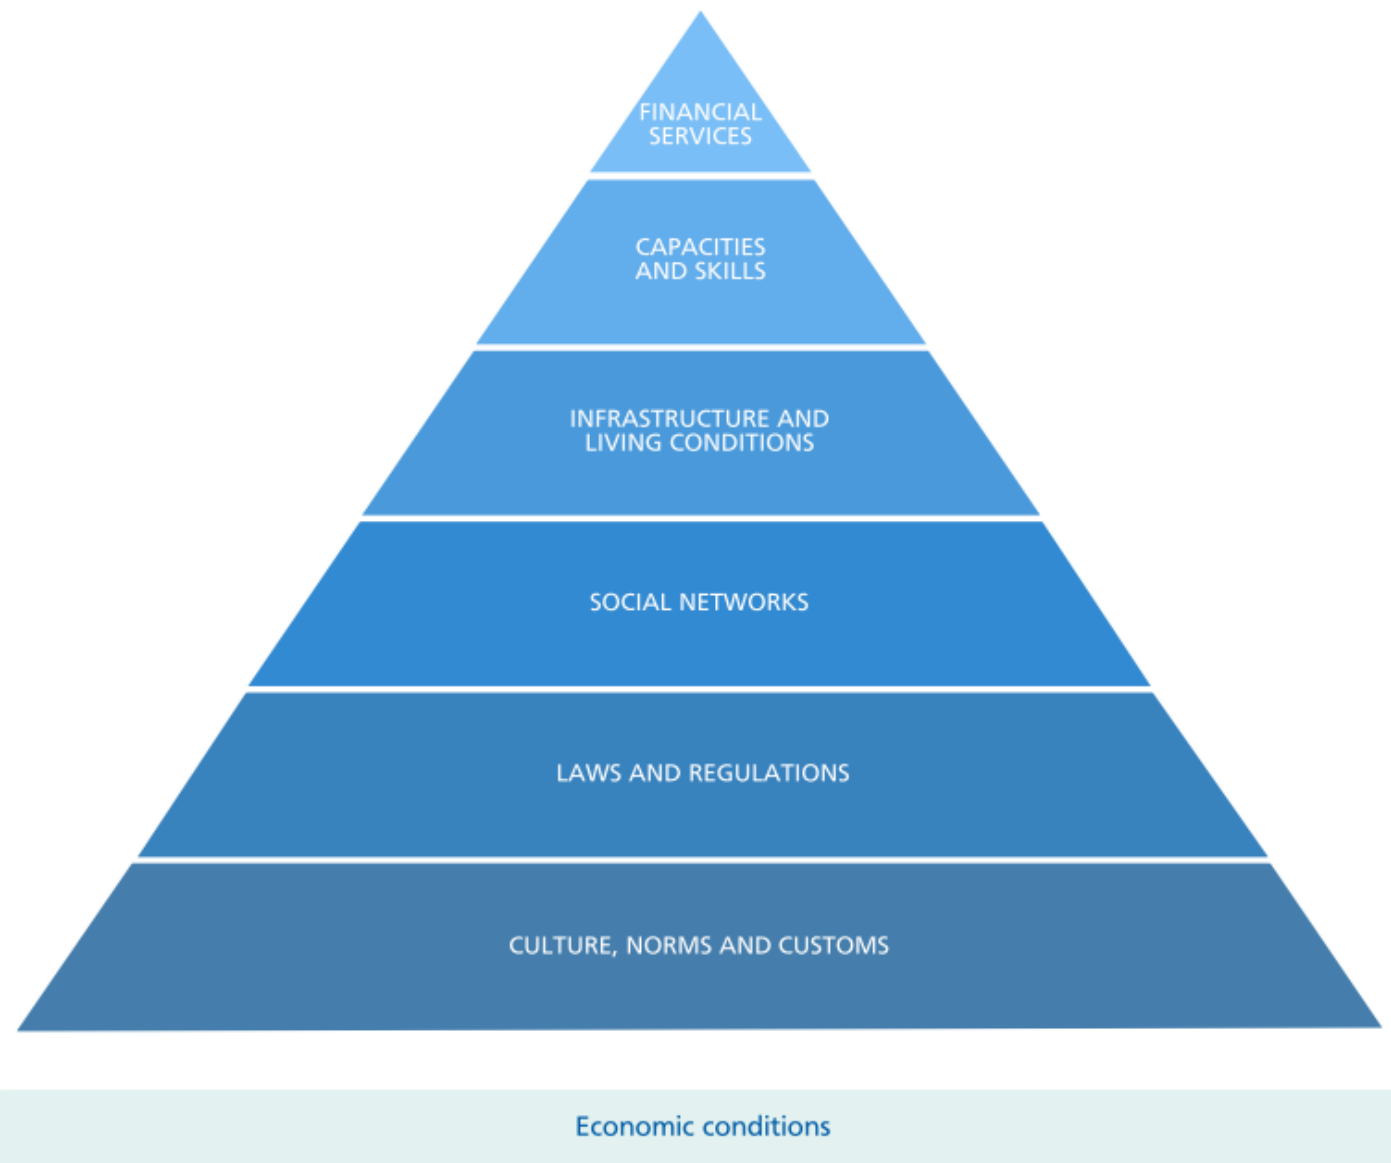 FINANCIAL
SERVICES
CAPACITIES
AND SKILLS
INFRASTRUCTURE AND
LIVING CONDITIONS
SOCIAL NETWORKS
LAWS AND REGULATIONS
CULTURE, NORMS AND CUSTOMS
Economic conditions